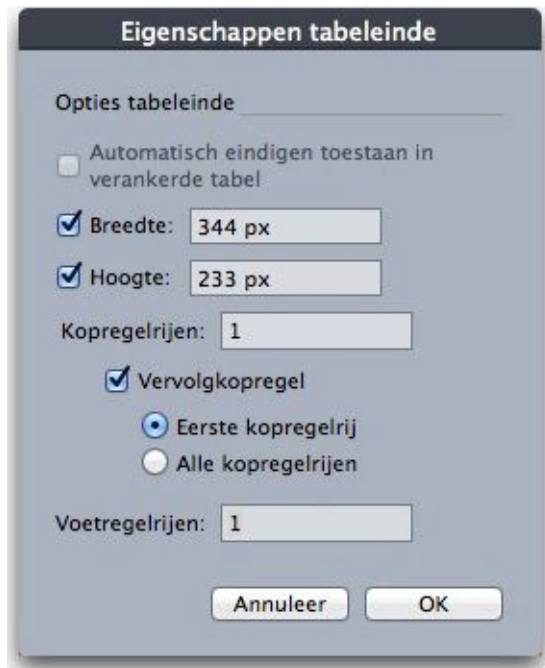 Eigenschappen tabeleinde
Opties tabeleinde
Automatisch eindigen toestaan in
verankerde tabel
Breedte: 344 px
Hoogte: 233 px
Kopregelrijen: 1
Vervolgkopregel
Eerste kopregelrij
Alle kopregelrijen
Voetregelrijen: 1
Annuleer OK